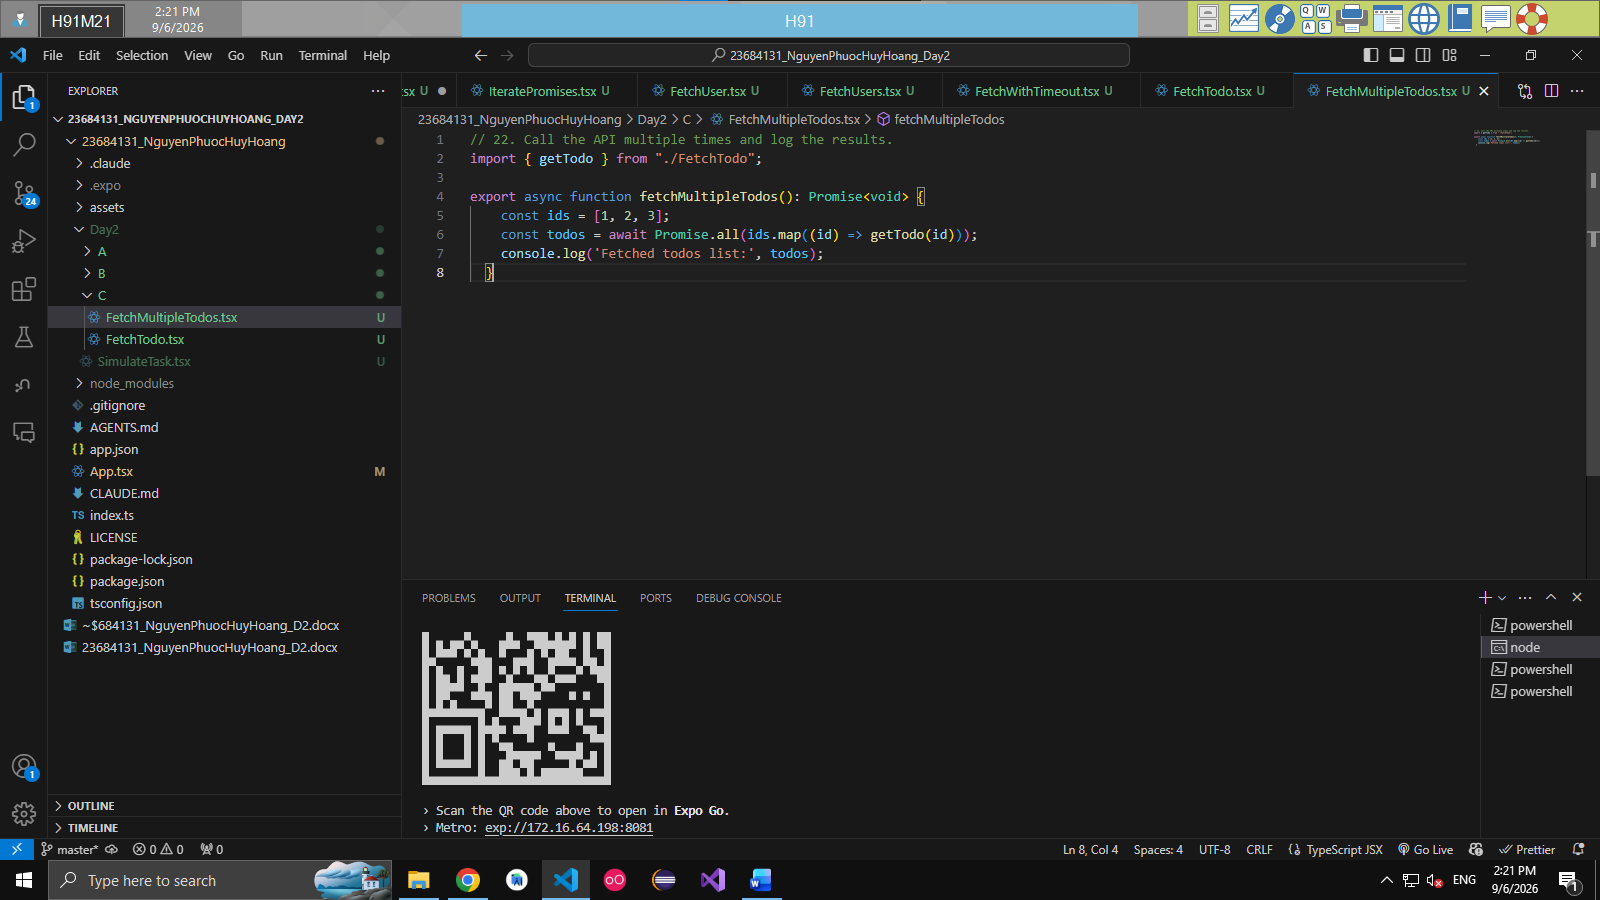 H91M21
2:21 PM
9/6/2026
H91
Q W
A S
File Edit Selection View Go Run Terminal Help
23684131_NguyenPhuocHuyHoang_Day2
EXPLORER
23684131_NGUYENPHUOCHUYHOANG_DAY2
23684131_NguyenPhuocHuyHoang
.claude
.expo
assets
Day2
A
B
C
FetchMultipleTodos.tsx U
FetchTodo.tsx U
SimulateTask.tsx U
node_modules
.gitignore
AGENTS.md
app.json
App.tsx M
CLAUDE.md
TS index.ts
LICENSE
package-lock.json
package.json
tsconfig.json
~$684131_NguyenPhuocHuyHoang_D2.docx
23684131_NguyenPhuocHuyHoang_D2.docx
OUTLINE
TIMELINE
1
24
1
sx U IteratePromises.tsx U FetchUser.tsx U FetchUsers.tsx U FetchWithTimeout.tsx U FetchTodo.tsx U FetchMultipleTodos.tsx U
23684131_NguyenPhuocHuyHoang > Day2 > C > FetchMultipleTodos.tsx > fetchMultipleTodos
1 // 22. Call the API multiple times and log the results.
2 import { getTodo } from "./FetchTodo";
3
4 export async function fetchMultipleTodos(): Promise<void> {
5 const ids = [1, 2, 3];
6 const todos = await Promise.all(ids.map((id) => getTodo(id)));
7 console.log('Fetched todos list:', todos);
8 }
PROBLEMS OUTPUT TERMINAL PORTS DEBUG CONSOLE
› Scan the QR code above to open in Expo Go.
› Metro: exp://172.16.64.198:8081
powershell
node
powershell
powershell
master* 0 0 0 Ln 8, Col 4 Spaces: 4 UTF-8 CRLF TypeScript JSX Go Live Prettier
Type here to search
ENG
2:21 PM
9/6/2026
1